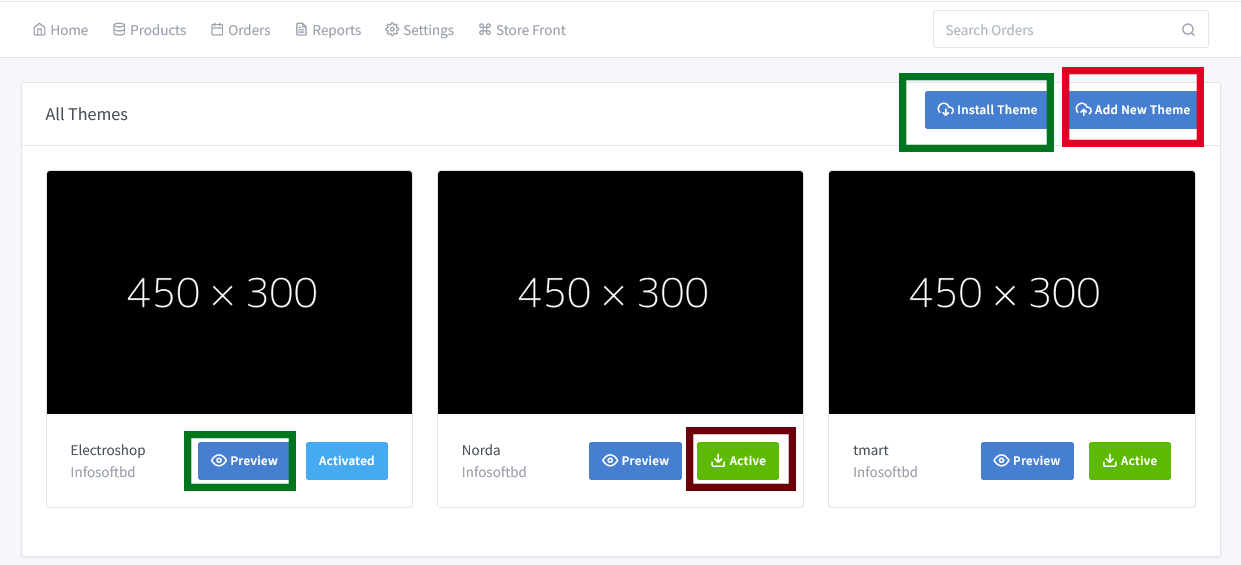 Home Products Orders Reports Settings Store Front Search Orders
All Themes Install Theme Add New Theme
450 × 300 450 × 300 450 × 300
Electroshop Preview Activated Norda Preview Active tmart Preview Active
Infosoftbd Infosoftbd Infosoftbd